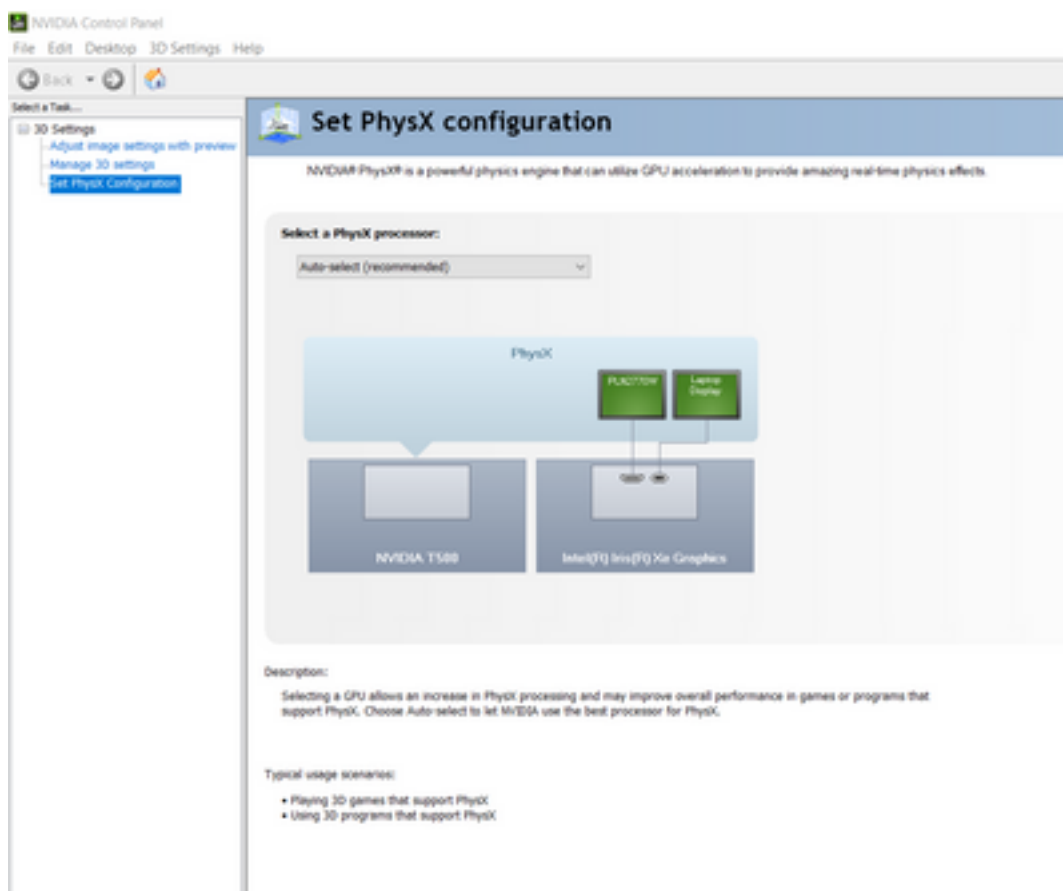 NVIDIA Control Panel
File Edit Desktop 3D Settings Help
Back
Select a Task...
3D Settings
Adjust image settings with preview
Manage 3D settings
Set PhysX Configuration
Set PhysX configuration
NVIDIA® PhysX® is a powerful physics engine that can utilize GPU acceleration to provide amazing real-time physics effects.
Select a PhysX processor:
Auto-select (recommended)
PhysX
Laptop
Display
NVIDIA T500
Intel(R) Iris(R) Xe Graphics
Description:
Selecting a GPU allows an increase in PhysX processing and may improve overall performance in games or programs that
support PhysX. Choose Auto-select to let NVIDIA use the best processor for PhysX.
Typical usage scenarios:
• Playing 3D games that support PhysX
• Using 3D programs that support PhysX